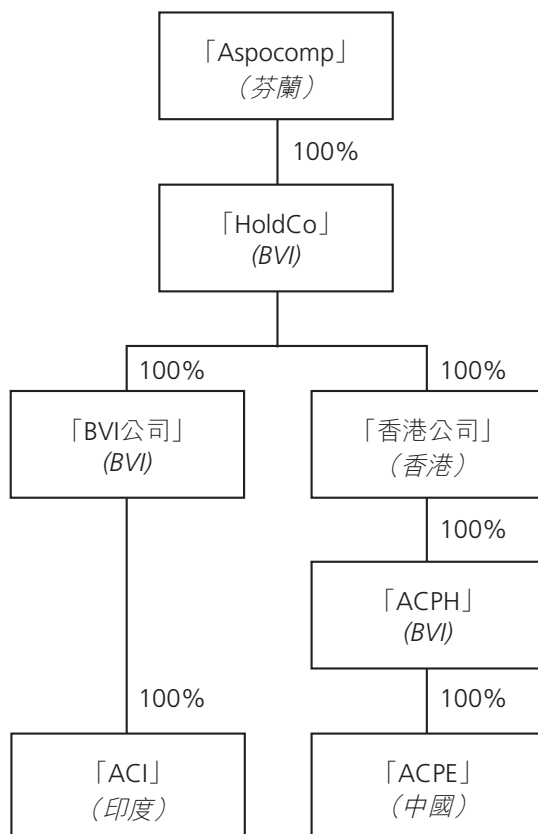 「Aspocomp」
（芬蘭）
100%
「HoldCo」
(BVI)
100%
100%
「BVI公司」
(BVI)
「香港公司」
（香港）
100%
「ACPH」
(BVI)
100%
100%
「ACI」
（印度）
「ACPE」
（中國）